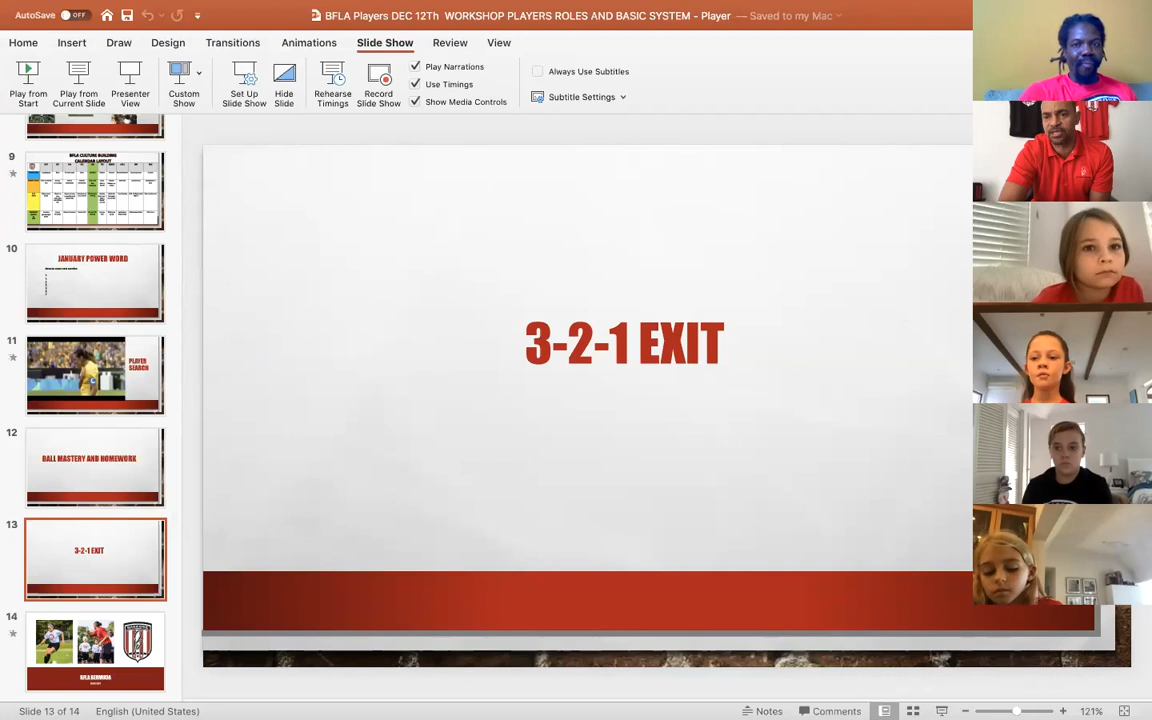 AutoSave OFF
BFLA Players DEC 12Th WORKSHOP PLAYERS ROLES AND BASIC SYSTEM - Player — Saved to my Mac
Home Insert Draw Design Transitions Animations Slide Show Review View
Play from Start
Play from Current Slide
Presenter View
Custom Show
Set Up Slide Show
Hide Slide
Rehearse Timings
Record Slide Show
Play Narrations
Use Timings
Show Media Controls
Always Use Subtitles
Subtitle Settings
9
BFLA CULTURE BUILDING
CALENDAR LAYOUT
10
JANUARY POWER WORD
11
PLAYER
SEARCH
12
BALL MASTERY AND HOMEWORK
13
3-2-1 EXIT
14
BFLA BERMUDA
3-2-1 EXIT
Slide 13 of 14 English (United States)
Notes Comments 121%